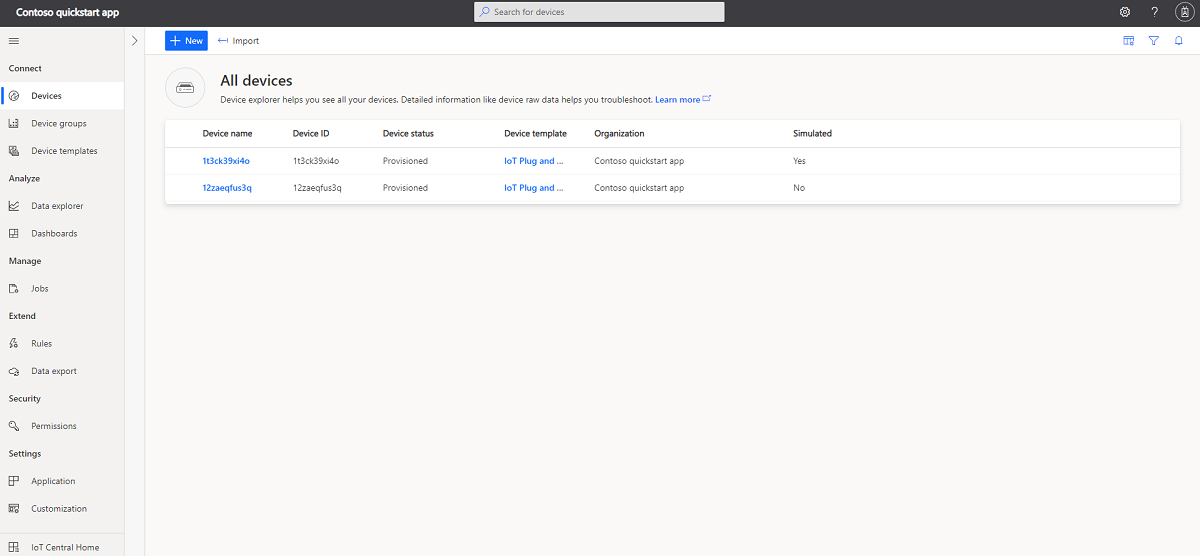 Contoso quickstart app
Search for devices
?
New
Import
Connect
Devices
Device groups
Device templates
Analyze
Data explorer
Dashboards
Manage
Jobs
Extend
Rules
Data export
Security
Permissions
Settings
Application
Customization
IoT Central Home
All devices
Device explorer helps you see all your devices. Detailed information like device raw data helps you troubleshoot. Learn more
Device name Device ID Device status Device template Organization Simulated
1t3ck39xi4o 1t3ck39xi4o Provisioned IoT Plug and ... Contoso quickstart app Yes
12zaeqfus3q 12zaeqfus3q Provisioned IoT Plug and ... Contoso quickstart app No